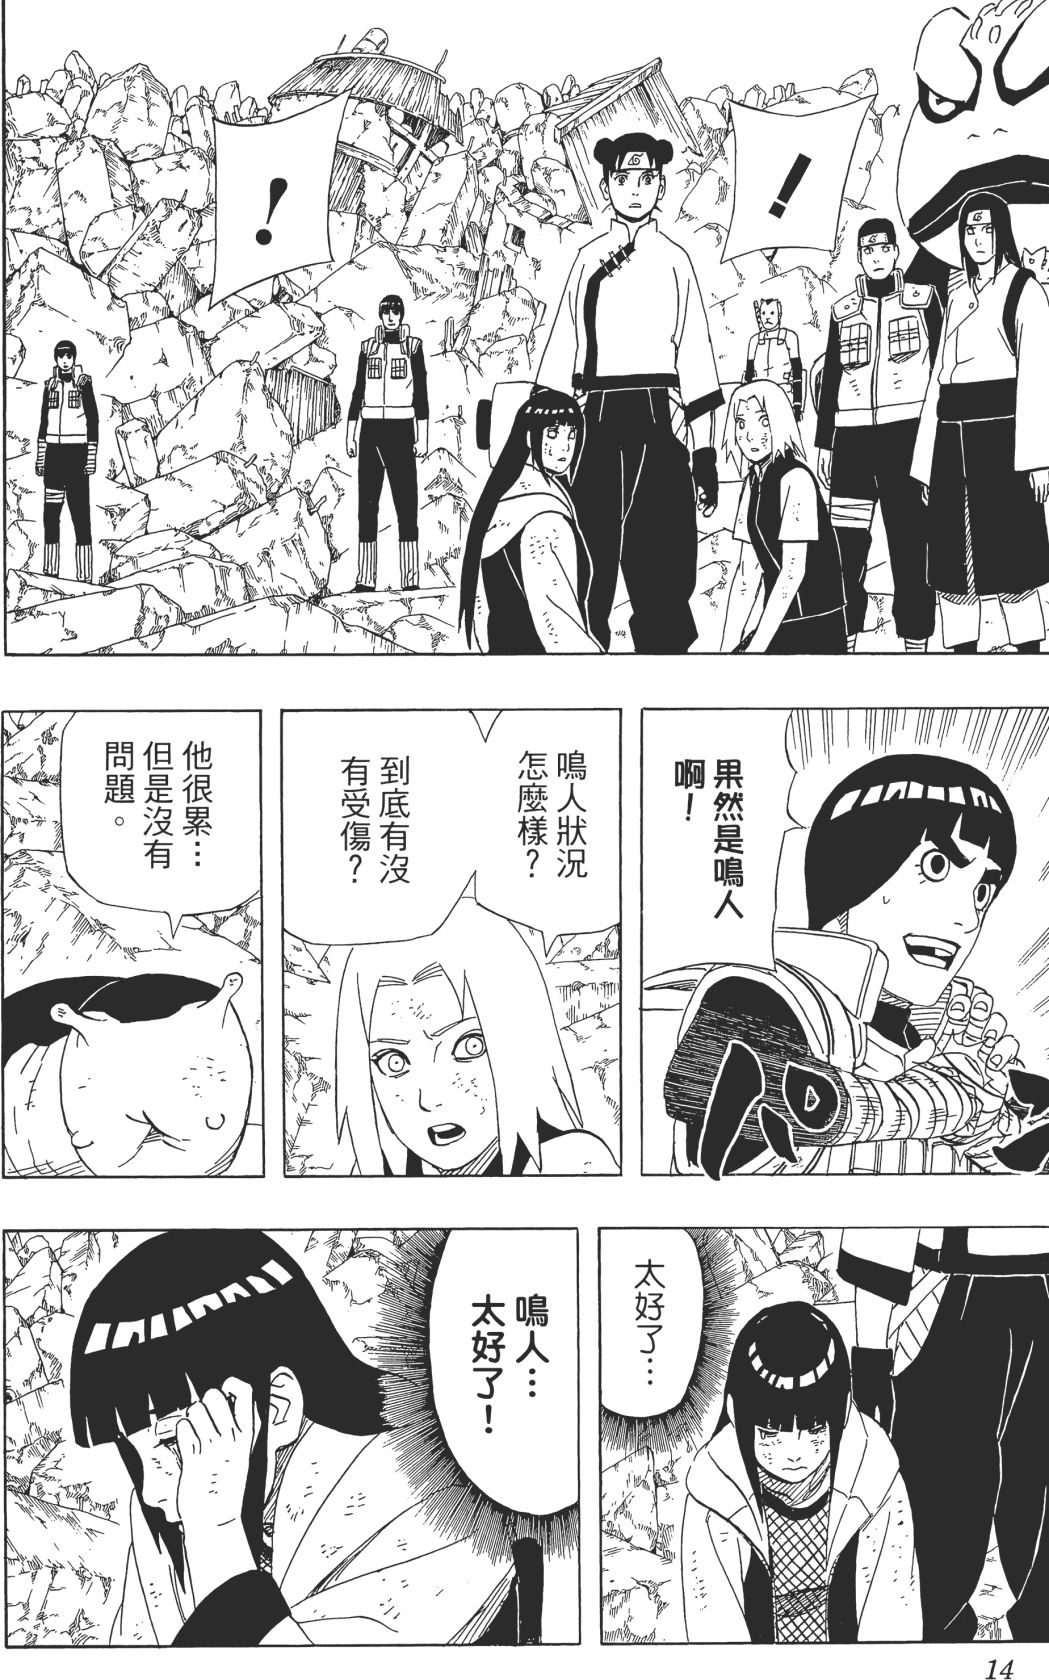 ！
！
果然是鳴人
啊！
鳴人狀況
怎麼樣？
到底有沒
有受傷？
他很累…
但是沒有
問題。
太好了…
鳴人…
太好了！
14